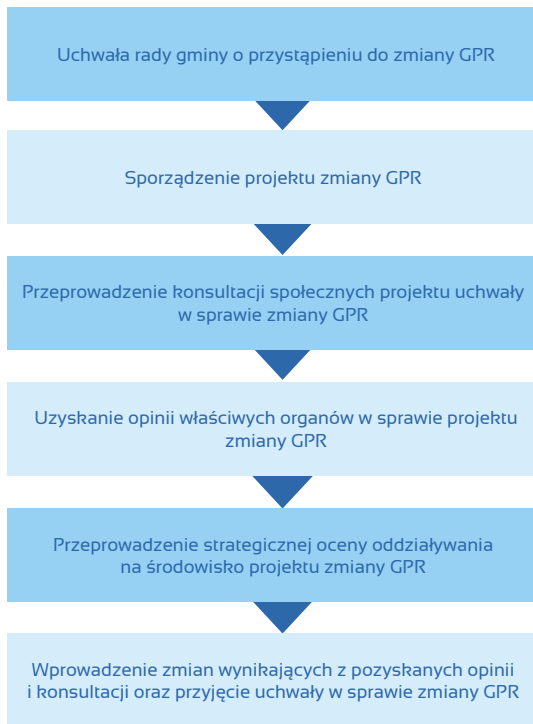 Uchwała rady gminy o przystąpieniu do zmiany GPR
Sporządzenie projektu zmiany GPR
Przeprowadzenie konsultacji społecznych projektu uchwały
w sprawie zmiany GPR
Uzyskanie opinii właściwych organów w sprawie projektu
zmiany GPR
Przeprowadzenie strategicznej oceny oddziaływania
na środowisko projektu zmiany GPR
Wprowadzenie zmian wynikających z pozyskanych opinii
i konsultacji oraz przyjęcie uchwały w sprawie zmiany GPR